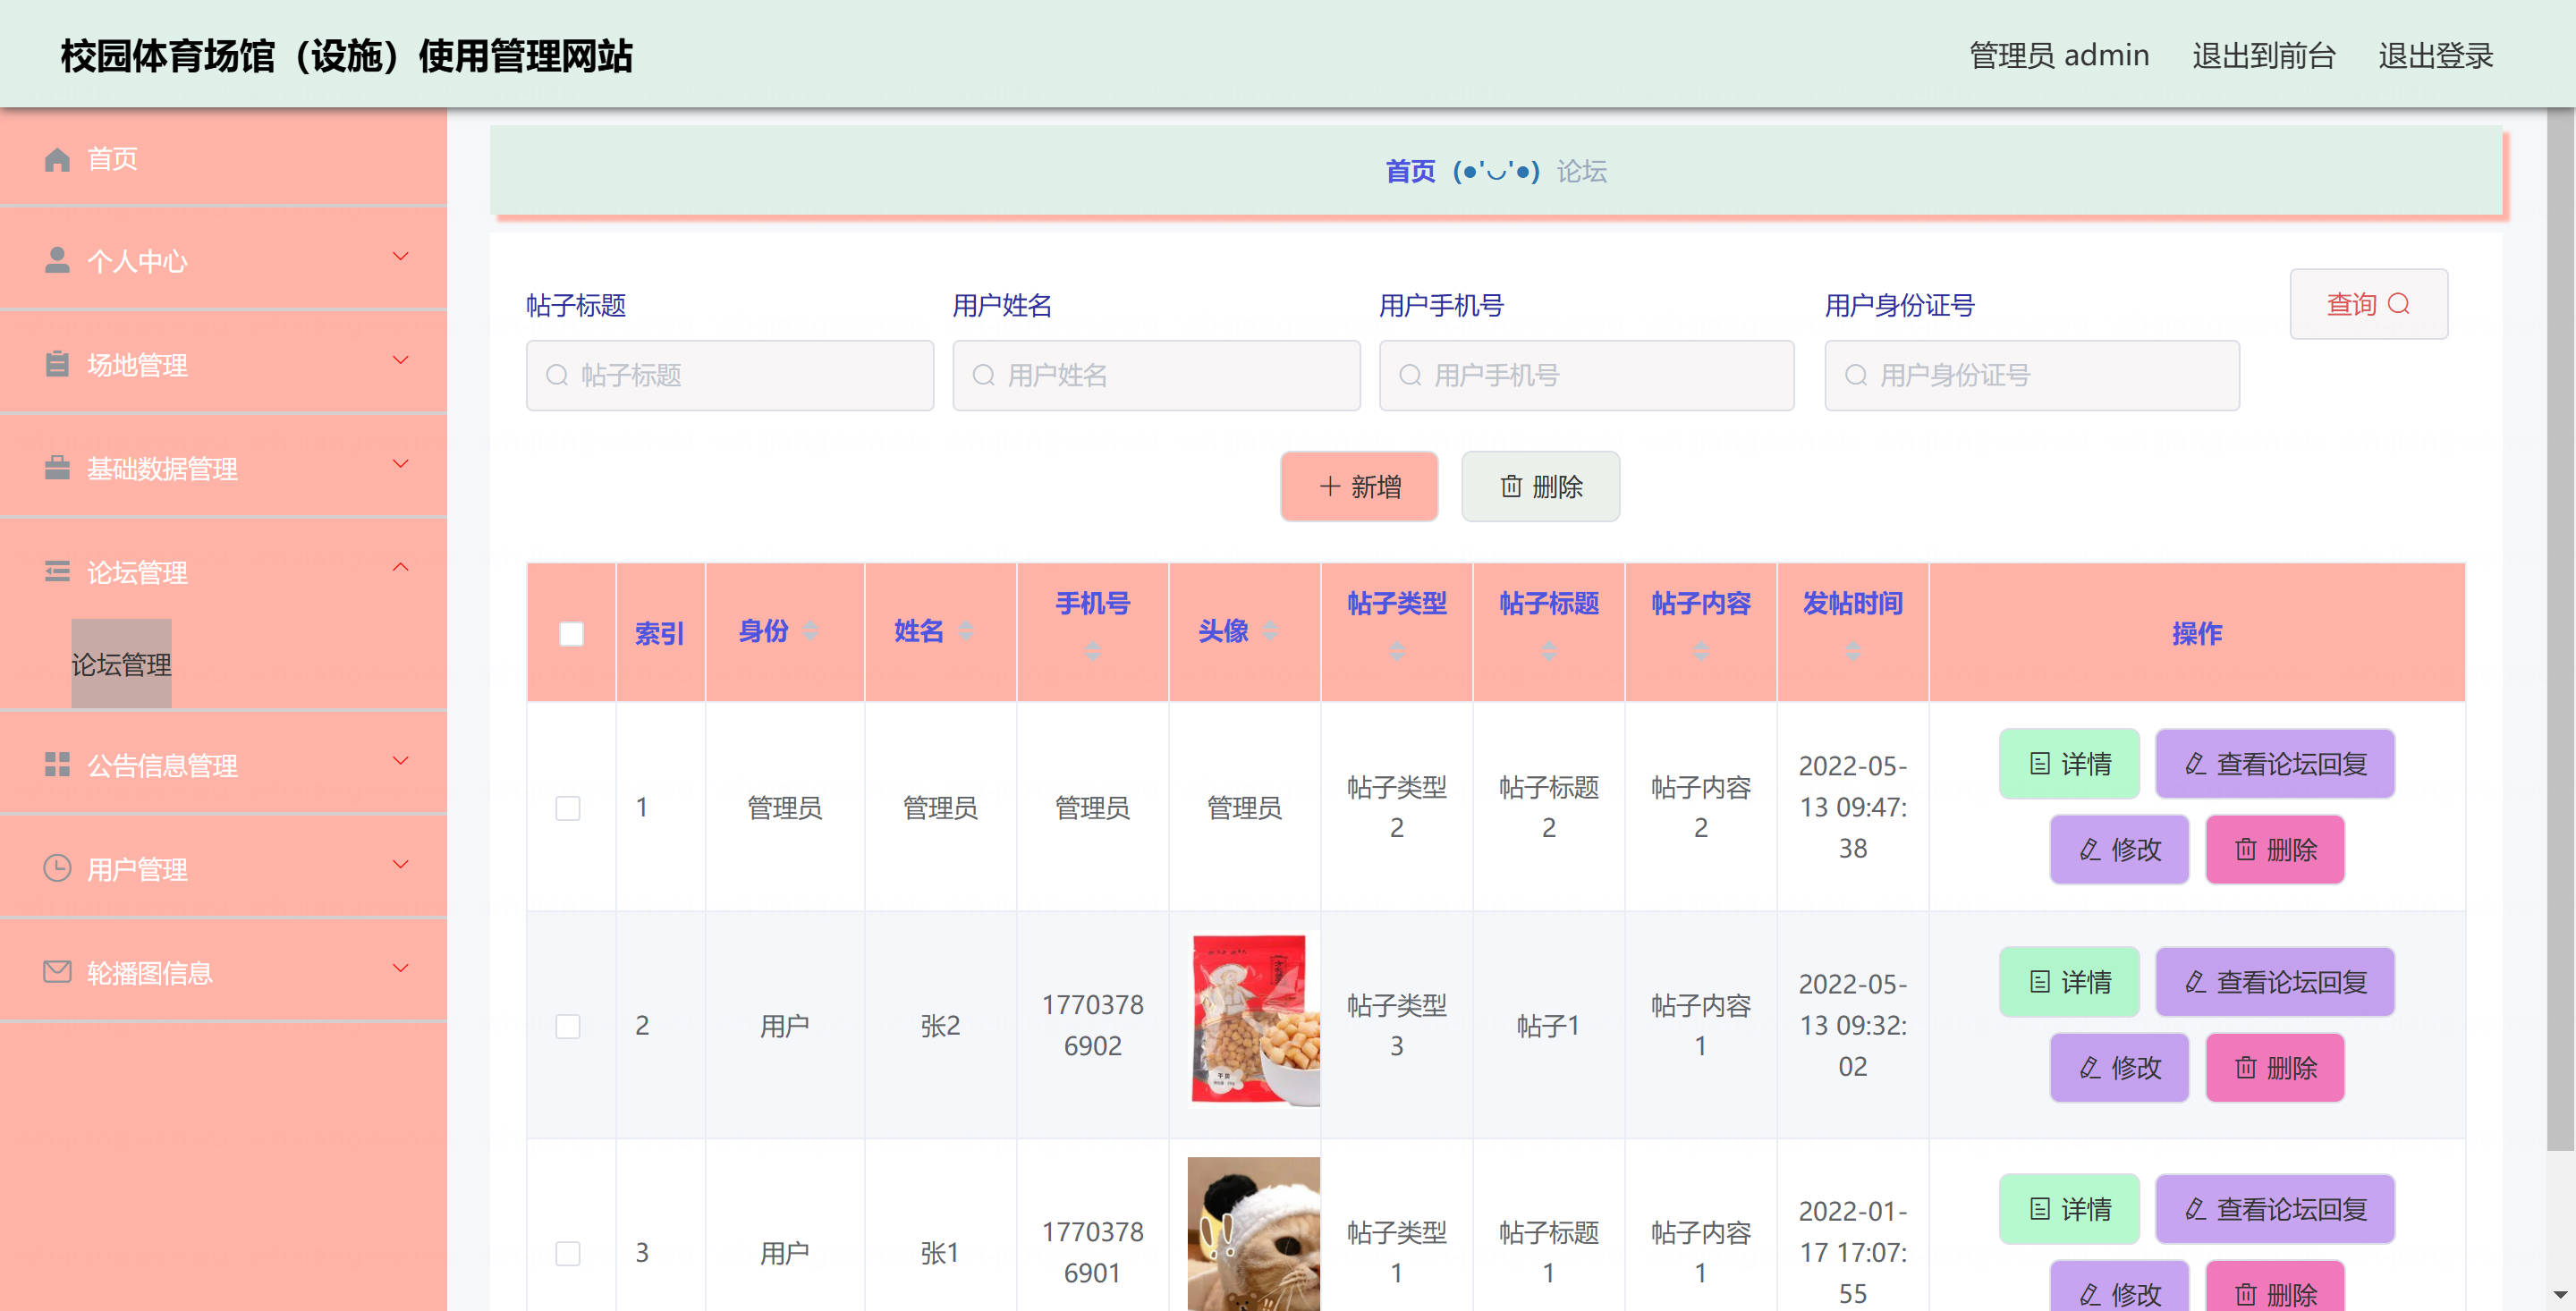 校园体育场馆（设施）使用管理网站
管理员 admin 退出到前台 退出登录
首页
个人中心
场地管理
基础数据管理
论坛管理
论坛管理
公告信息管理
用户管理
轮播图信息
首页 (●'◡'●) 论坛
帖子标题 用户姓名 用户手机号 用户身份证号
查询
帖子标题 用户姓名 用户手机号 用户身份证号
新增 删除
索引 身份 姓名 手机号 头像 帖子类型 帖子标题 帖子内容 发帖时间 操作
1 管理员 管理员 管理员 管理员 帖子类型2 帖子标题2 帖子内容2 2022-05-13 09:47:38 详情 查看论坛回复 修改 删除
2 用户 张2 17703786902 帖子类型3 帖子1 帖子内容1 2022-05-13 09:32:02 详情 查看论坛回复 修改 删除
3 用户 张1 17703786901 帖子类型1 帖子标题1 帖子内容1 2022-01-17 17:07:55 详情 查看论坛回复 修改 删除